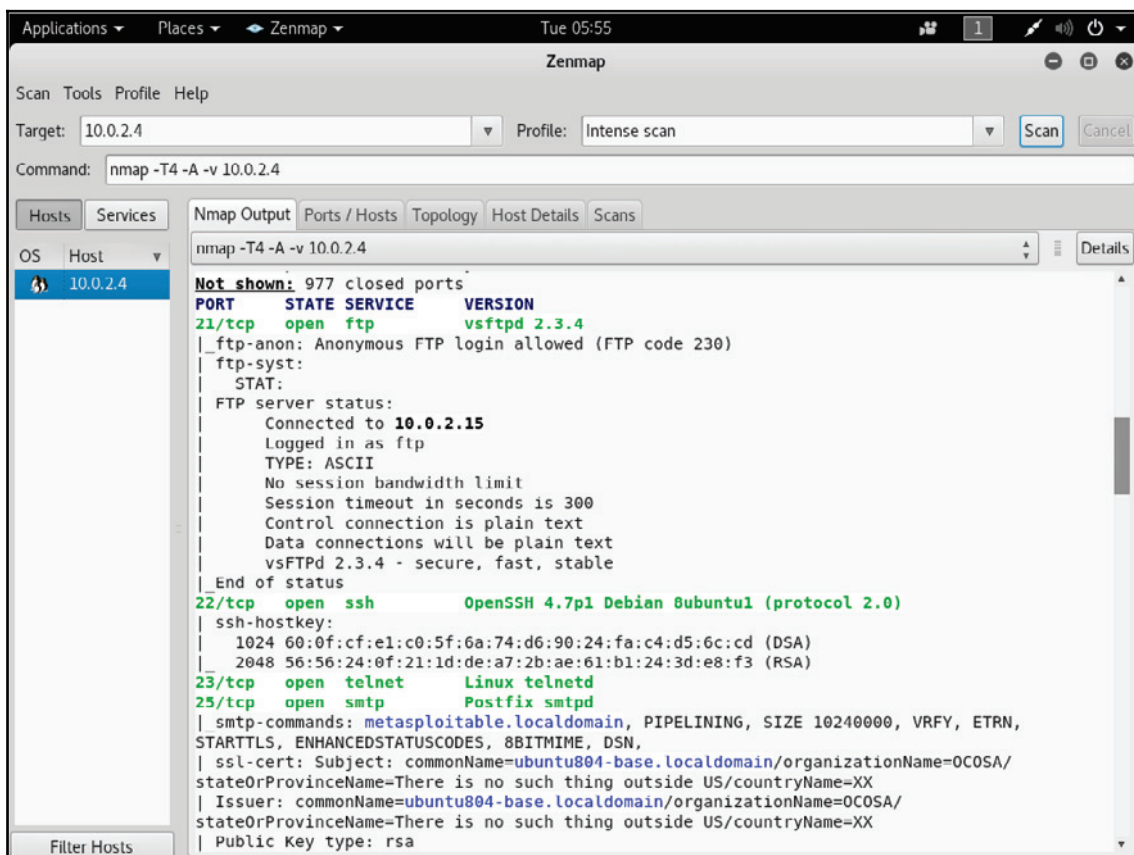 Applications Places Zenmap Tue 05:55 1
Zenmap
Scan Tools Profile Help
Target: 10.0.2.4 Profile: Intense scan Scan Cancel
Command: nmap -T4 -A -v 10.0.2.4
Hosts Services Nmap Output Ports / Hosts Topology Host Details Scans
nmap -T4 -A -v 10.0.2.4 Details
OS Host
10.0.2.4
Not shown: 977 closed ports
PORT STATE SERVICE VERSION
21/tcp open ftp vsftpd 2.3.4
|_ftp-anon: Anonymous FTP login allowed (FTP code 230)
| ftp-syst:
|   STAT:
| FTP server status:
|      Connected to 10.0.2.15
|      Logged in as ftp
|      TYPE: ASCII
|      No session bandwidth limit
|      Session timeout in seconds is 300
|      Control connection is plain text
|      Data connections will be plain text
|      vsFTPd 2.3.4 - secure, fast, stable
|_End of status
22/tcp open ssh OpenSSH 4.7p1 Debian 8ubuntu1 (protocol 2.0)
| ssh-hostkey:
|   1024 60:0f:cf:e1:c0:5f:6a:74:d6:90:24:fa:c4:d5:6c:cd (DSA)
|_  2048 56:56:24:0f:21:1d:de:a7:2b:ae:61:b1:24:3d:e8:f3 (RSA)
23/tcp open telnet Linux telnetd
25/tcp open smtp Postfix smtpd
|_smtp-commands: metasploitable.localdomain, PIPELINING, SIZE 10240000, VRFY, ETRN,
STARTTLS, ENHANCEDSTATUSCODES, 8BITMIME, DSN,
| ssl-cert: Subject: commonName=ubuntu804-base.localdomain/organizationName=OCOSA/
stateOrProvinceName=There is no such thing outside US/countryName=XX
| Issuer: commonName=ubuntu804-base.localdomain/organizationName=OCOSA/
stateOrProvinceName=There is no such thing outside US/countryName=XX
| Public Key type: rsa
Filter Hosts